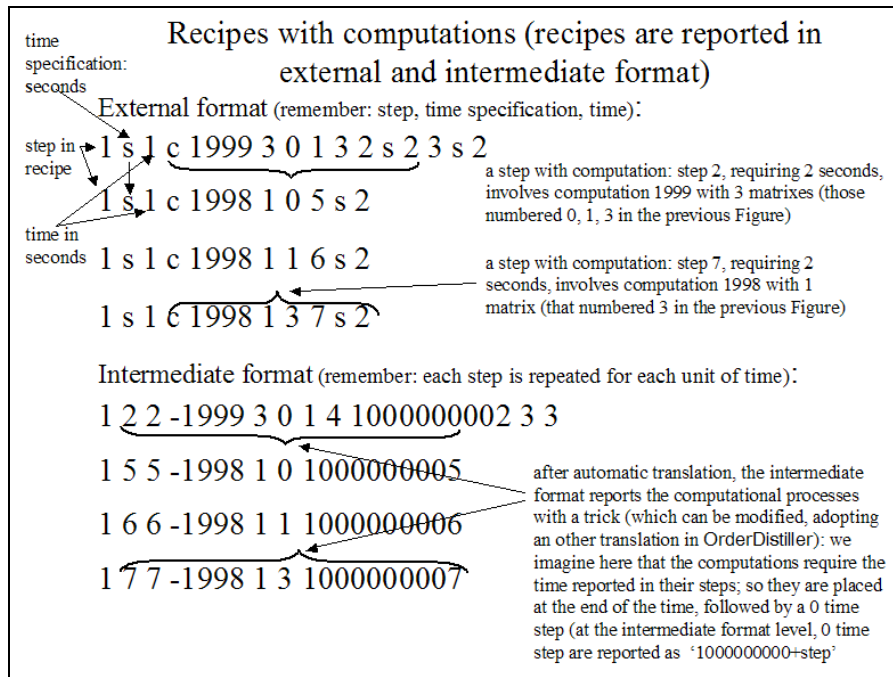 Recipes with computations (recipes are reported in
external and intermediate format)
time
specification:
seconds
External format (remember: step, time specification, time):
step in
recipe
time in
seconds
1 s 1 c 1999 3 0 1 3 2 s 2 3 s 2
1 s 1 c 1998 1 0 5 s 2
1 s 1 c 1998 1 1 6 s 2
1 s 1 c 1998 1 3 7 s 2
a step with computation: step 2, requiring 2 seconds,
involves computation 1999 with 3 matrixes (those
numbered 0, 1, 3 in the previous Figure)
a step with computation: step 7, requiring 2
seconds, involves computation 1998 with 1
matrix (that numbered 3 in the previous Figure)
Intermediate format (remember: each step is repeated for each unit of time):
1 2 2 -1999 3 0 1 4 1000000002 3 3
1 5 5 -1998 1 0 1000000005
1 6 6 -1998 1 1 1000000006
1 7 7 -1998 1 3 1000000007
after automatic translation, the intermediate
format reports the computational processes
with a trick (which can be modified, adopting
an other translation in OrderDistiller): we
imagine here that the computations require the
time reported in their steps; so they are placed
at the end of the time, followed by a 0 time
step (at the intermediate format level, 0 time
step are reported as ‘1000000000+step’